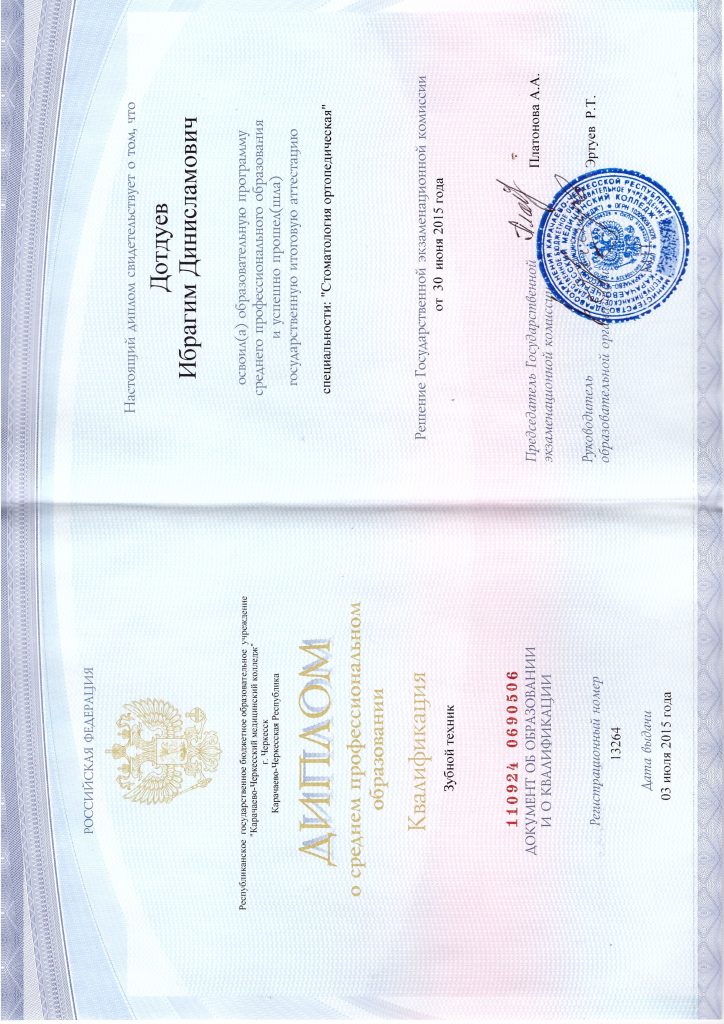 РОССИЙСКАЯ ФЕДЕРАЦИЯ
Республиканское государственное бюджетное образовательное учреждение
"Карачаево-Черкесский медицинский колледж"
г. Черкесск
Карачаево-Черкесская Республика
ДИПЛОМ
о среднем профессиональном
образовании
Квалификация
Зубной техник
110924 0690506
ДОКУМЕНТ ОБ ОБРАЗОВАНИИ
И О КВАЛИФИКАЦИИ
Регистрационный номер
13264
Дата выдачи
03 июля 2015 года
Настоящий диплом свидетельствует о том, что
Дотдуев
Ибрагим Динисламович
освоил(а) образовательную программу
среднего профессионального образования
и успешно прошел(шла)
государственную итоговую аттестацию
специальности: "Стоматология ортопедическая"
Решение Государственной экзаменационной комиссии
от 30 июня 2015 года
Председатель Государственной
экзаменационной комиссии
Платонова А.А.
Руководитель
образовательной
Эртуев Р.Т.
МЕДИЦИНСКИЙ КОЛЛЕДЖ